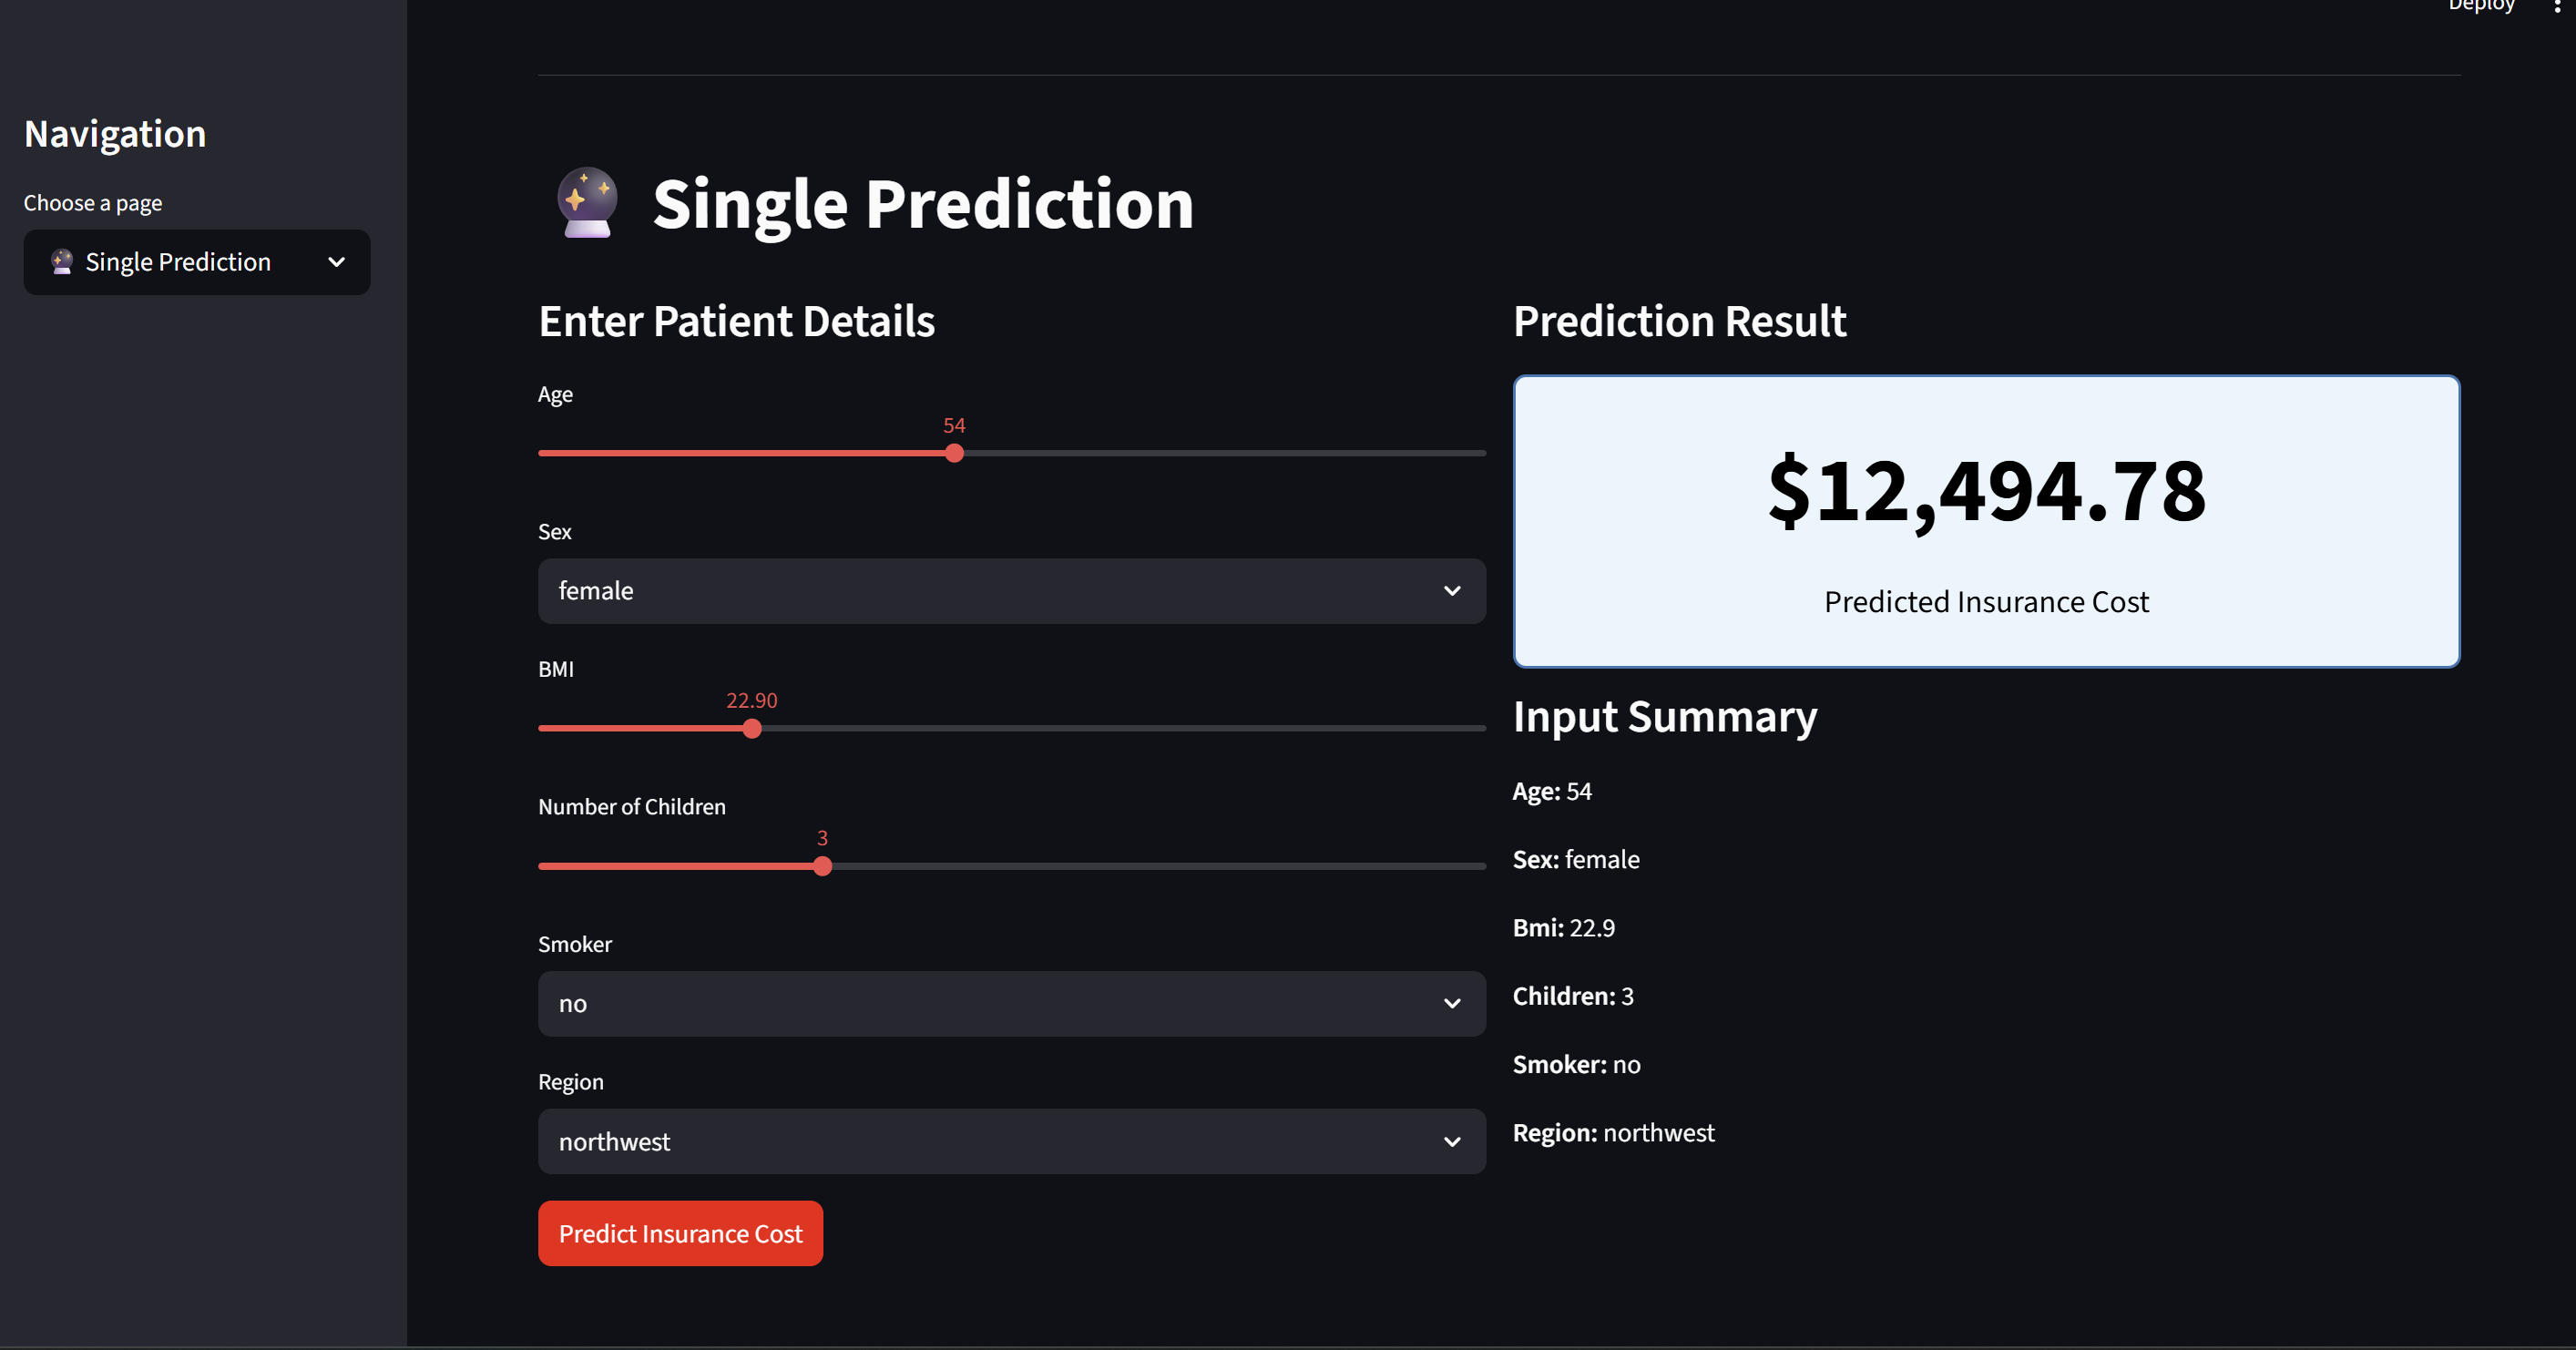 Deploy
Navigation
Choose a page
Single Prediction
Single Prediction
Enter Patient Details
Age
54
Sex
female
BMI
22.90
Number of Children
3
Smoker
no
Region
northwest
Predict Insurance Cost
Prediction Result
$12,494.78
Predicted Insurance Cost
Input Summary
Age: 54
Sex: female
Bmi: 22.9
Children: 3
Smoker: no
Region: northwest